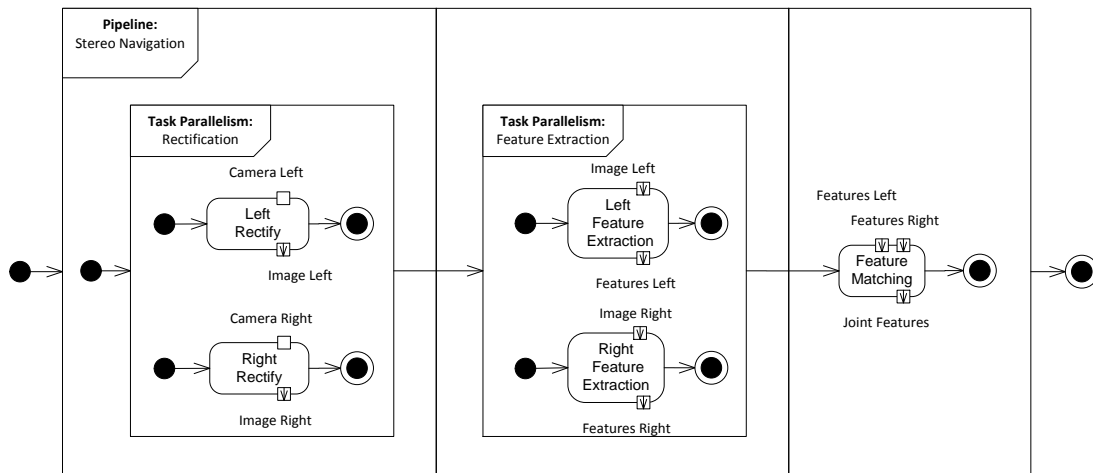 Pipeline:
Stereo Navigation
Task Parallelism:
Rectification
Camera Left
Left
Rectify
Image Left
Camera Right
Right
Rectify
Image Right
Task Parallelism:
Feature Extraction
Image Left
Left
Feature
Extraction
Features Left
Image Right
Right
Feature
Extraction
Features Right
Features Left
Features Right
Feature
Matching
Joint Features